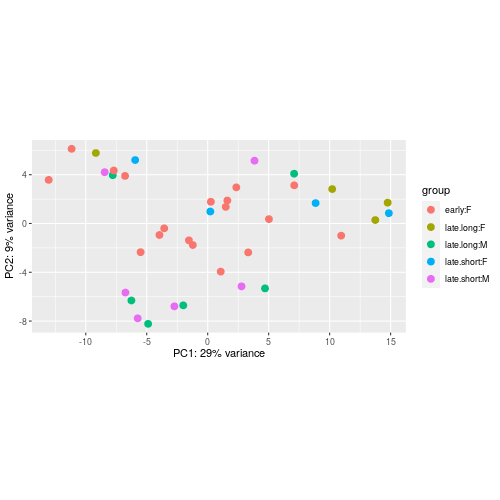 4
0
-4
-8
PC2: 9% variance
-10
-5
0
5
10
15
PC1: 29% variance
group
early:F
late.long:F
late.long:M
late.short:F
late.short:M